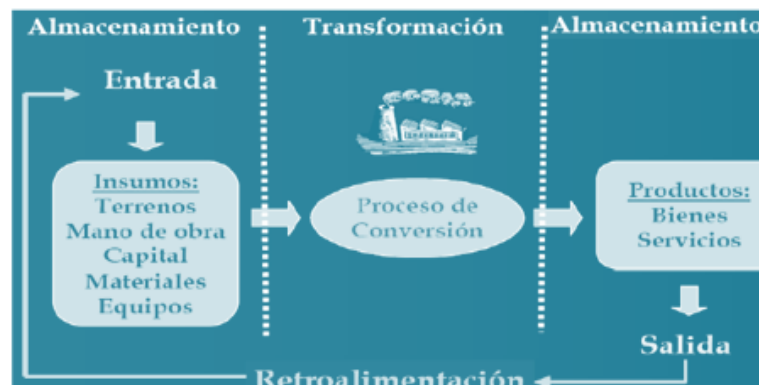 Almacenamiento
Transformación
Almacenamiento
Entrada
Insumos:
Terrenos
Mano de obra
Capital
Materiales
Equipos
Proceso de
Conversión
Productos:
Bienes
Servicios
Salida
Retroalimentación